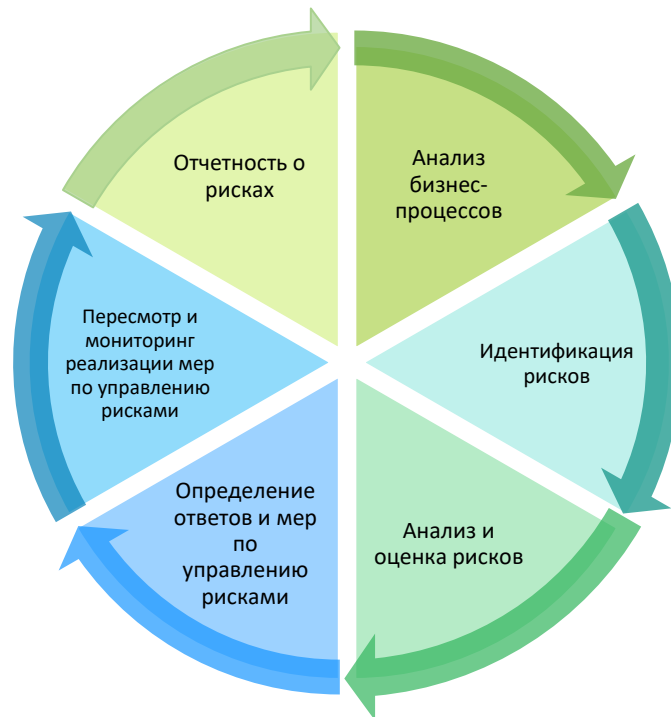 Анализ
бизнес-
процессов
Идентификация
рисков
Анализ и
оценка рисков
Определение
ответов и мер
по
управлению
рисками
Пересмотр и
мониторинг
реализации мер
по управлению
рисками
Отчетность о
рисках